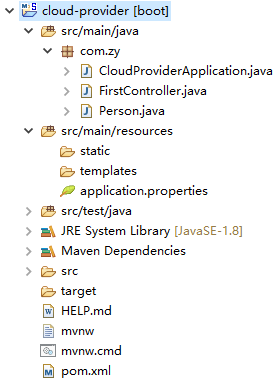 cloud-provider [boot]
src/main/java
com.zy
CloudProviderApplication.java
FirstController.java
Person.java
src/main/resources
static
templates
application.properties
src/test/java
JRE System Library [JavaSE-1.8]
Maven Dependencies
src
target
HELP.md
mvnw
mvnw.cmd
pom.xml